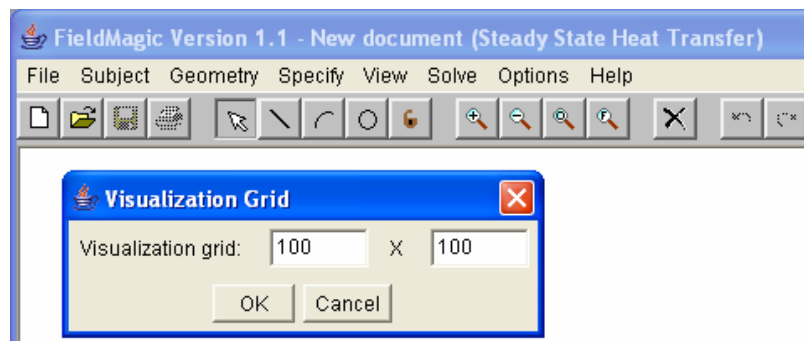 FieldMagic Version 1.1 - New document (Steady State Heat Transfer)
File Subject Geometry Specify View Solve Options Help
F
Visualization Grid
Visualization grid: 100 X 100
OK Cancel